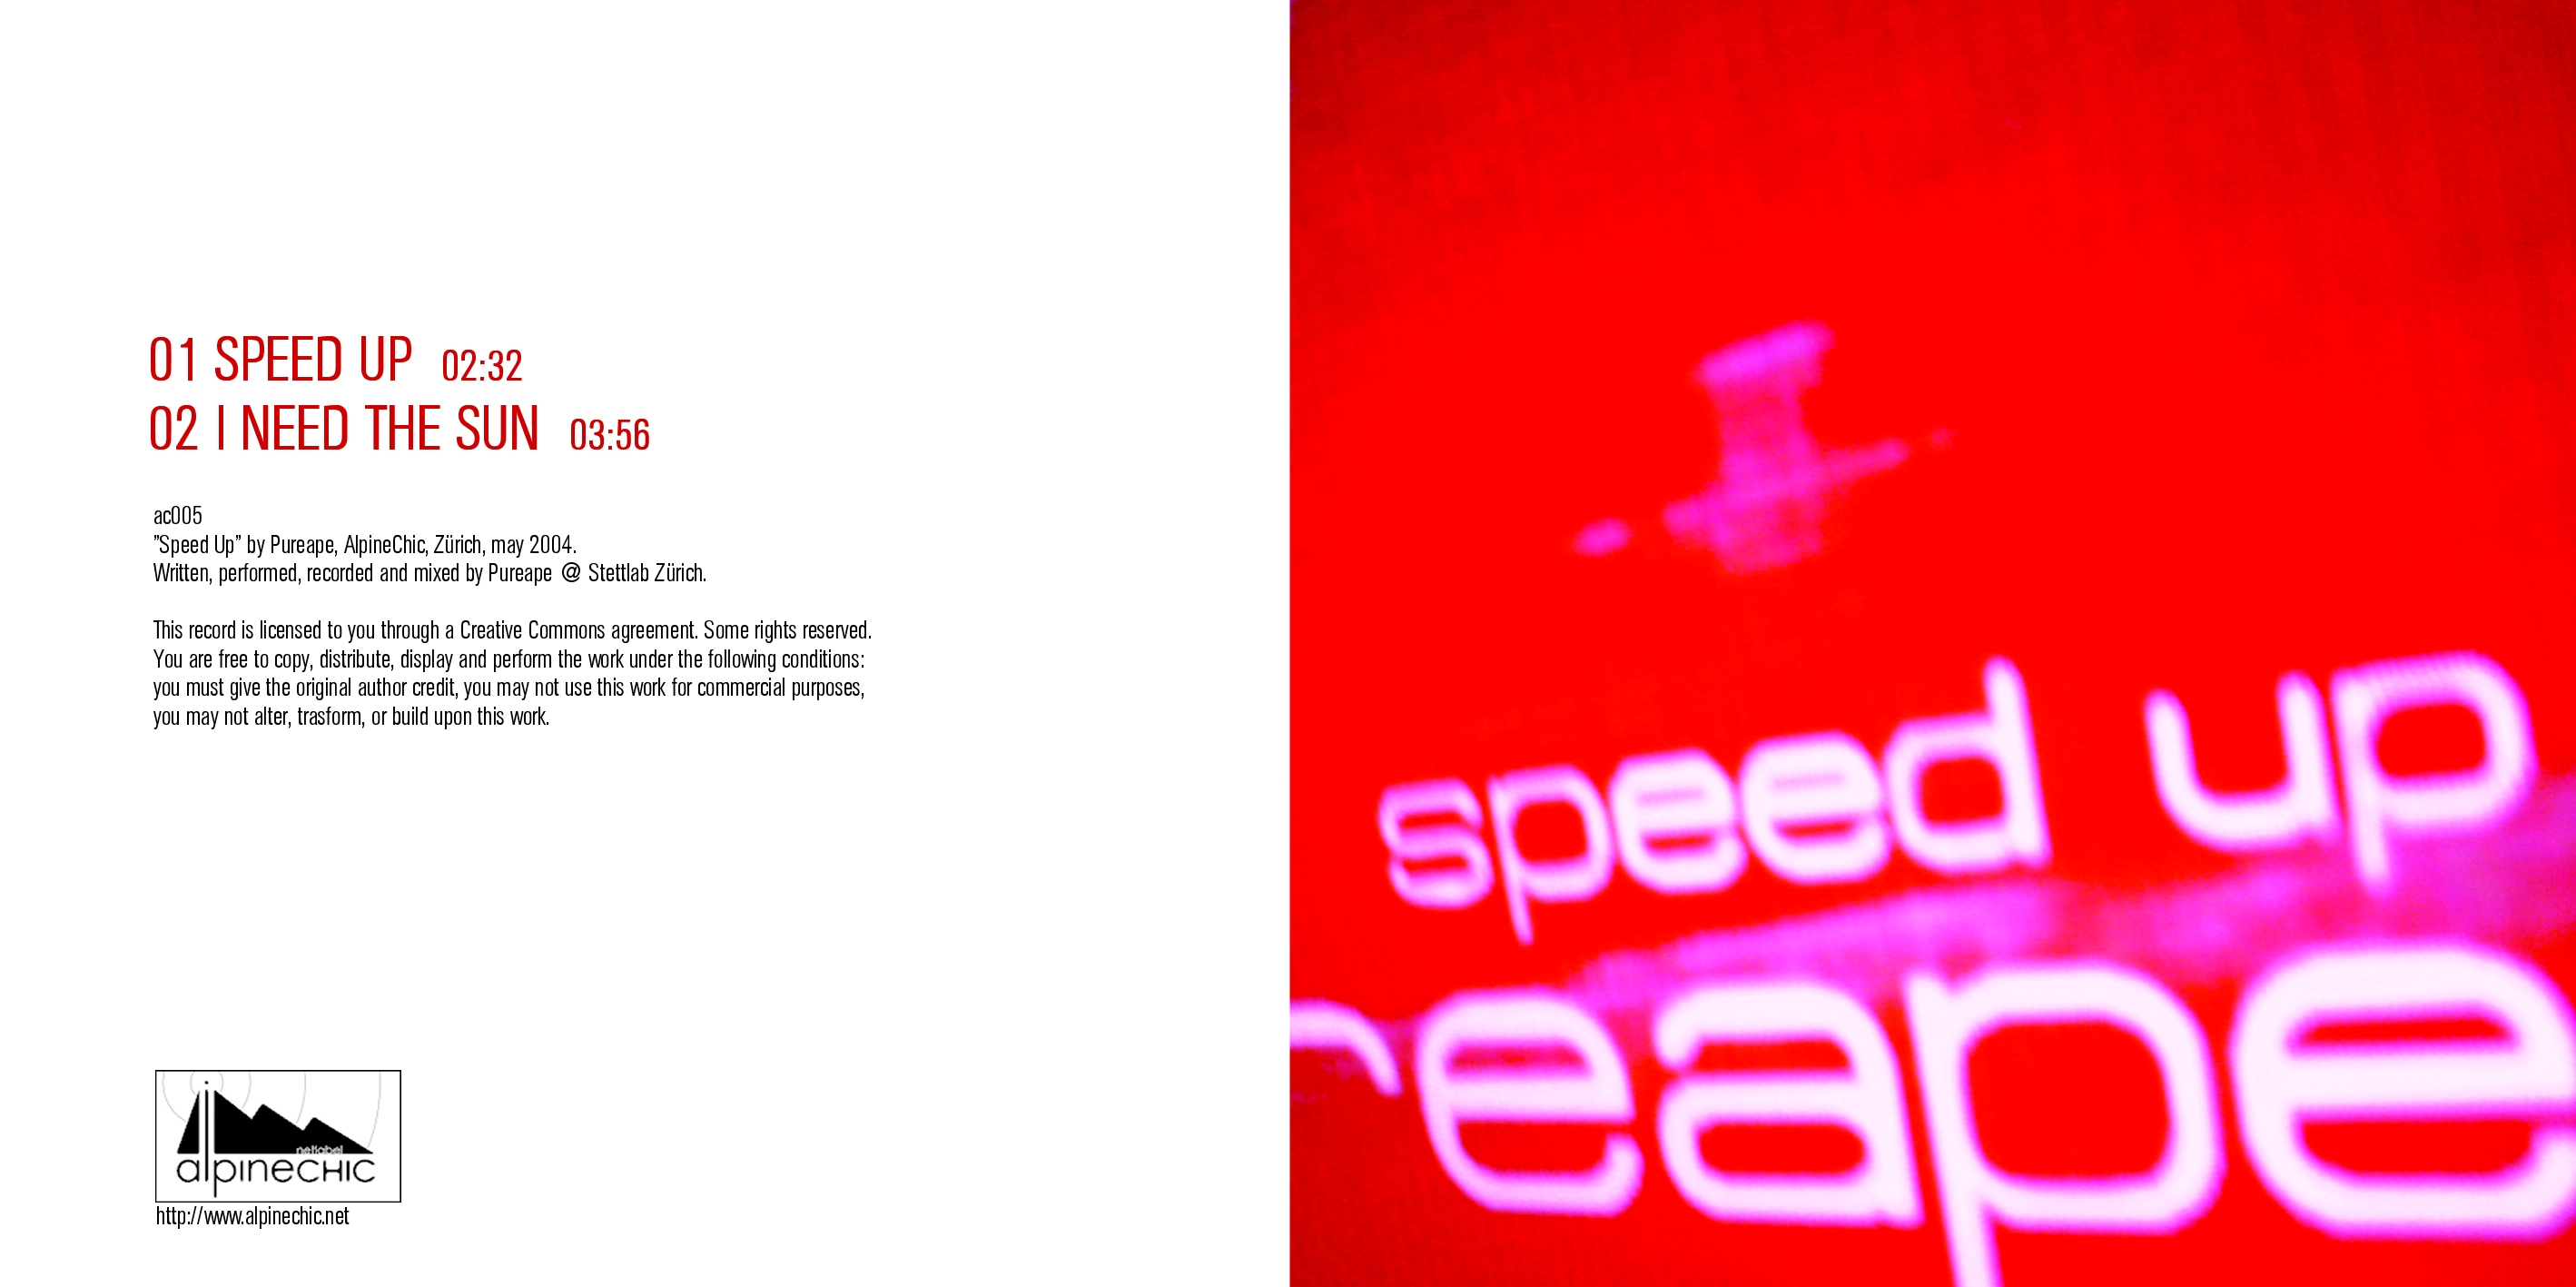 01 SPEED UP 02:32
02 I NEED THE SUN 03:56
ac005
"Speed Up" by Pureape, AlpineChic, Zürich, may 2004.
Written, performed, recorded and mixed by Pureape @ Stettlab Zürich.
This record is licensed to you through a Creative Commons agreement. Some rights reserved.
You are free to copy, distribute, display and perform the work under the following conditions:
you must give the original author credit, you may not use this work for commercial purposes,
you may not alter, trasform, or build upon this work.
netlabel
alpineCHIC
http://www.alpinechic.net
speed up
reape